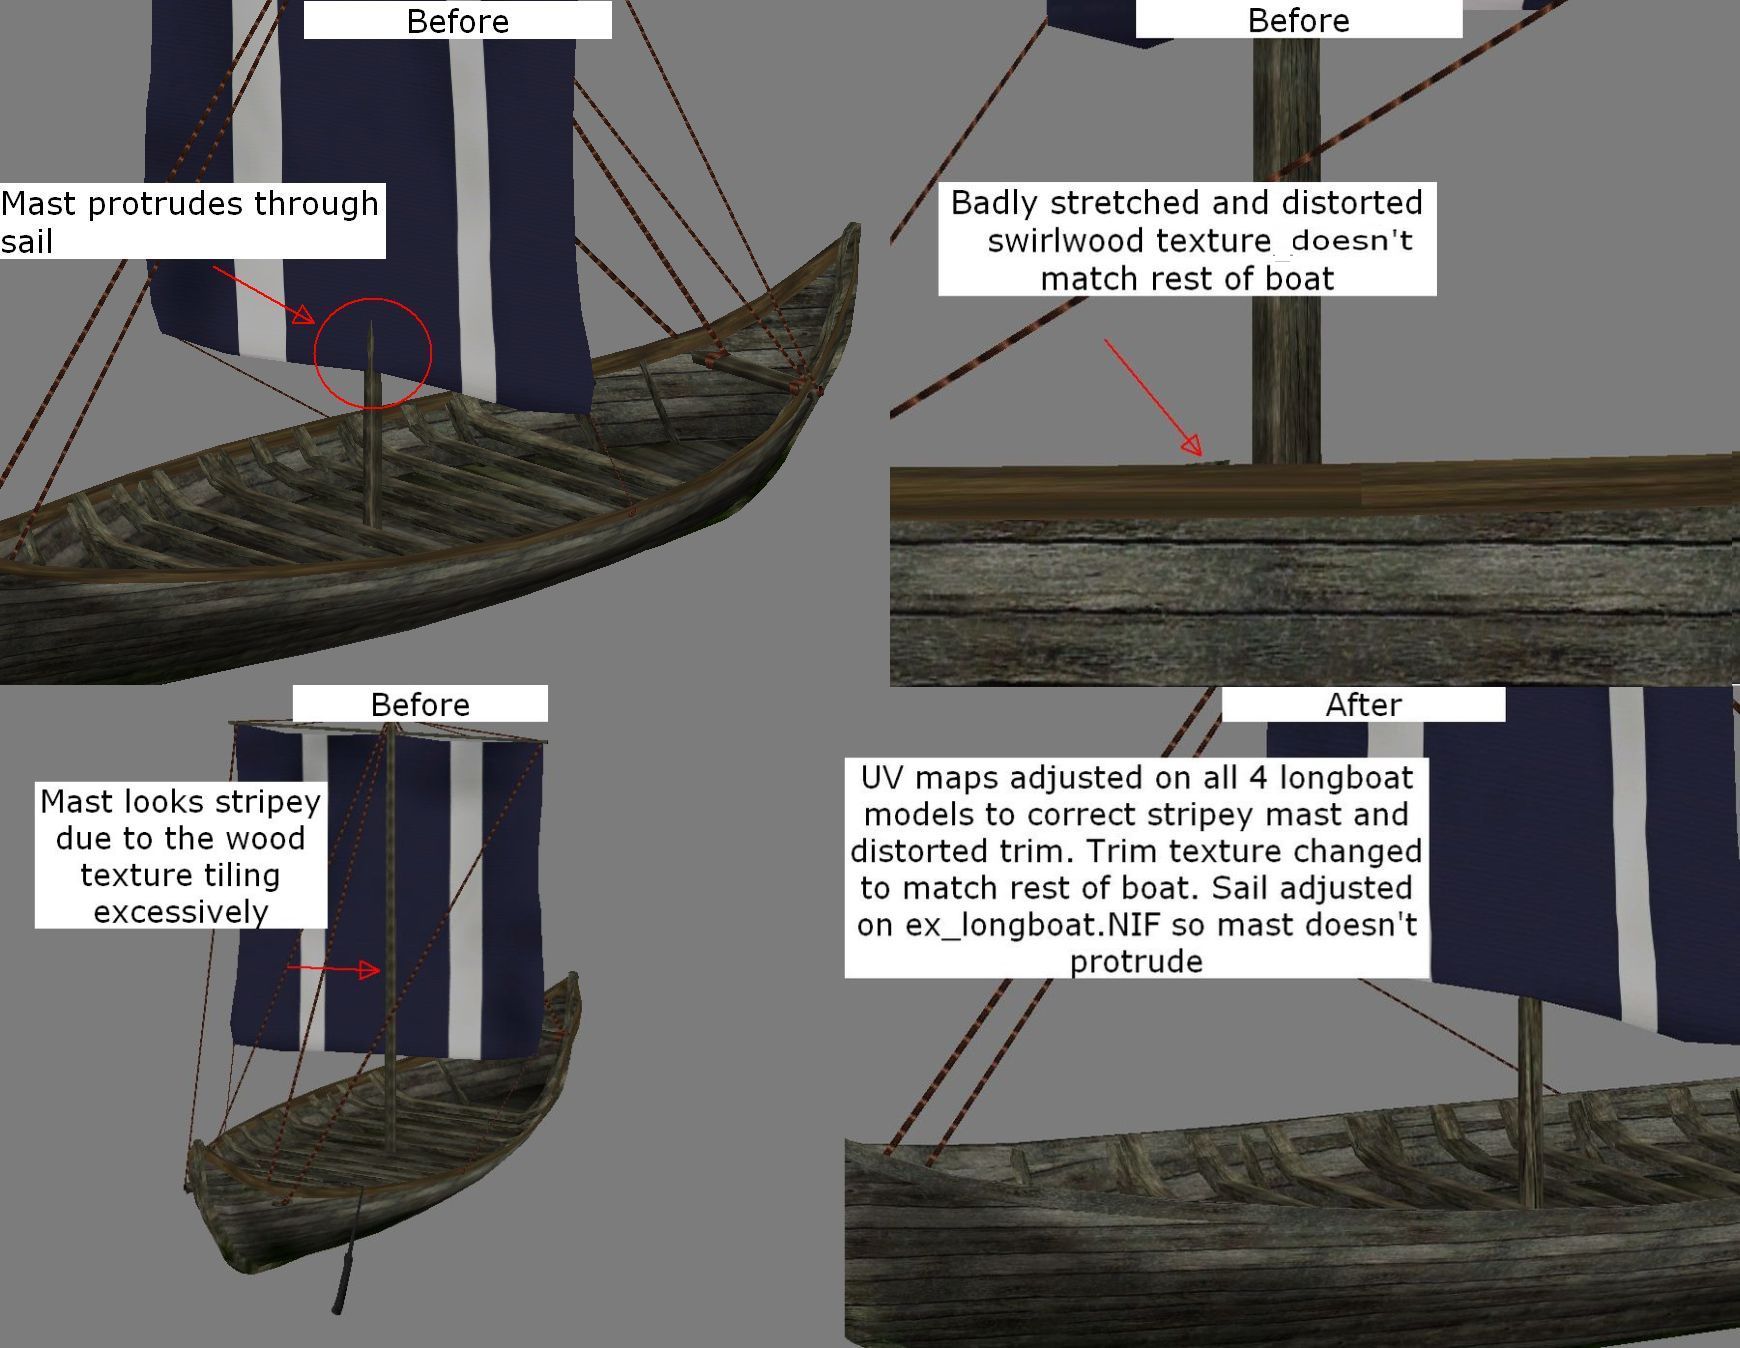 Before
Mast protrudes through
sail
Before
Badly stretched and distorted
swirlwood texture doesn't
match rest of boat
Before
Mast looks stripey
due to the wood
texture tiling
excessively
After
UV maps adjusted on all 4 longboat
models to correct stripey mast and
distorted trim. Trim texture changed
to match rest of boat. Sail adjusted
on ex_longboat.NIF so mast doesn't
protrude